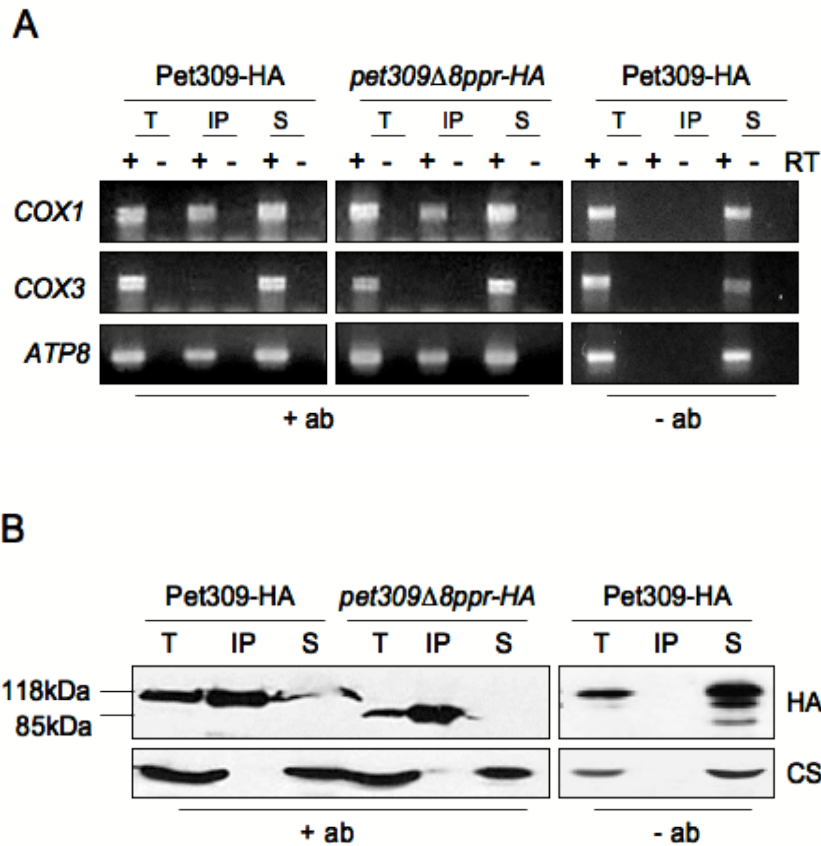 A
Pet309-HA pet309Δ8ppr-HA Pet309-HA
T IP S T IP S T IP S
+ - + - + - + - + - + - + - + - + - RT
COX1
COX3
ATP8
+ ab - ab
B
Pet309-HA pet309Δ8ppr-HA Pet309-HA
T IP S T IP S T IP S
118kDa HA
85kDa
CS
+ ab - ab